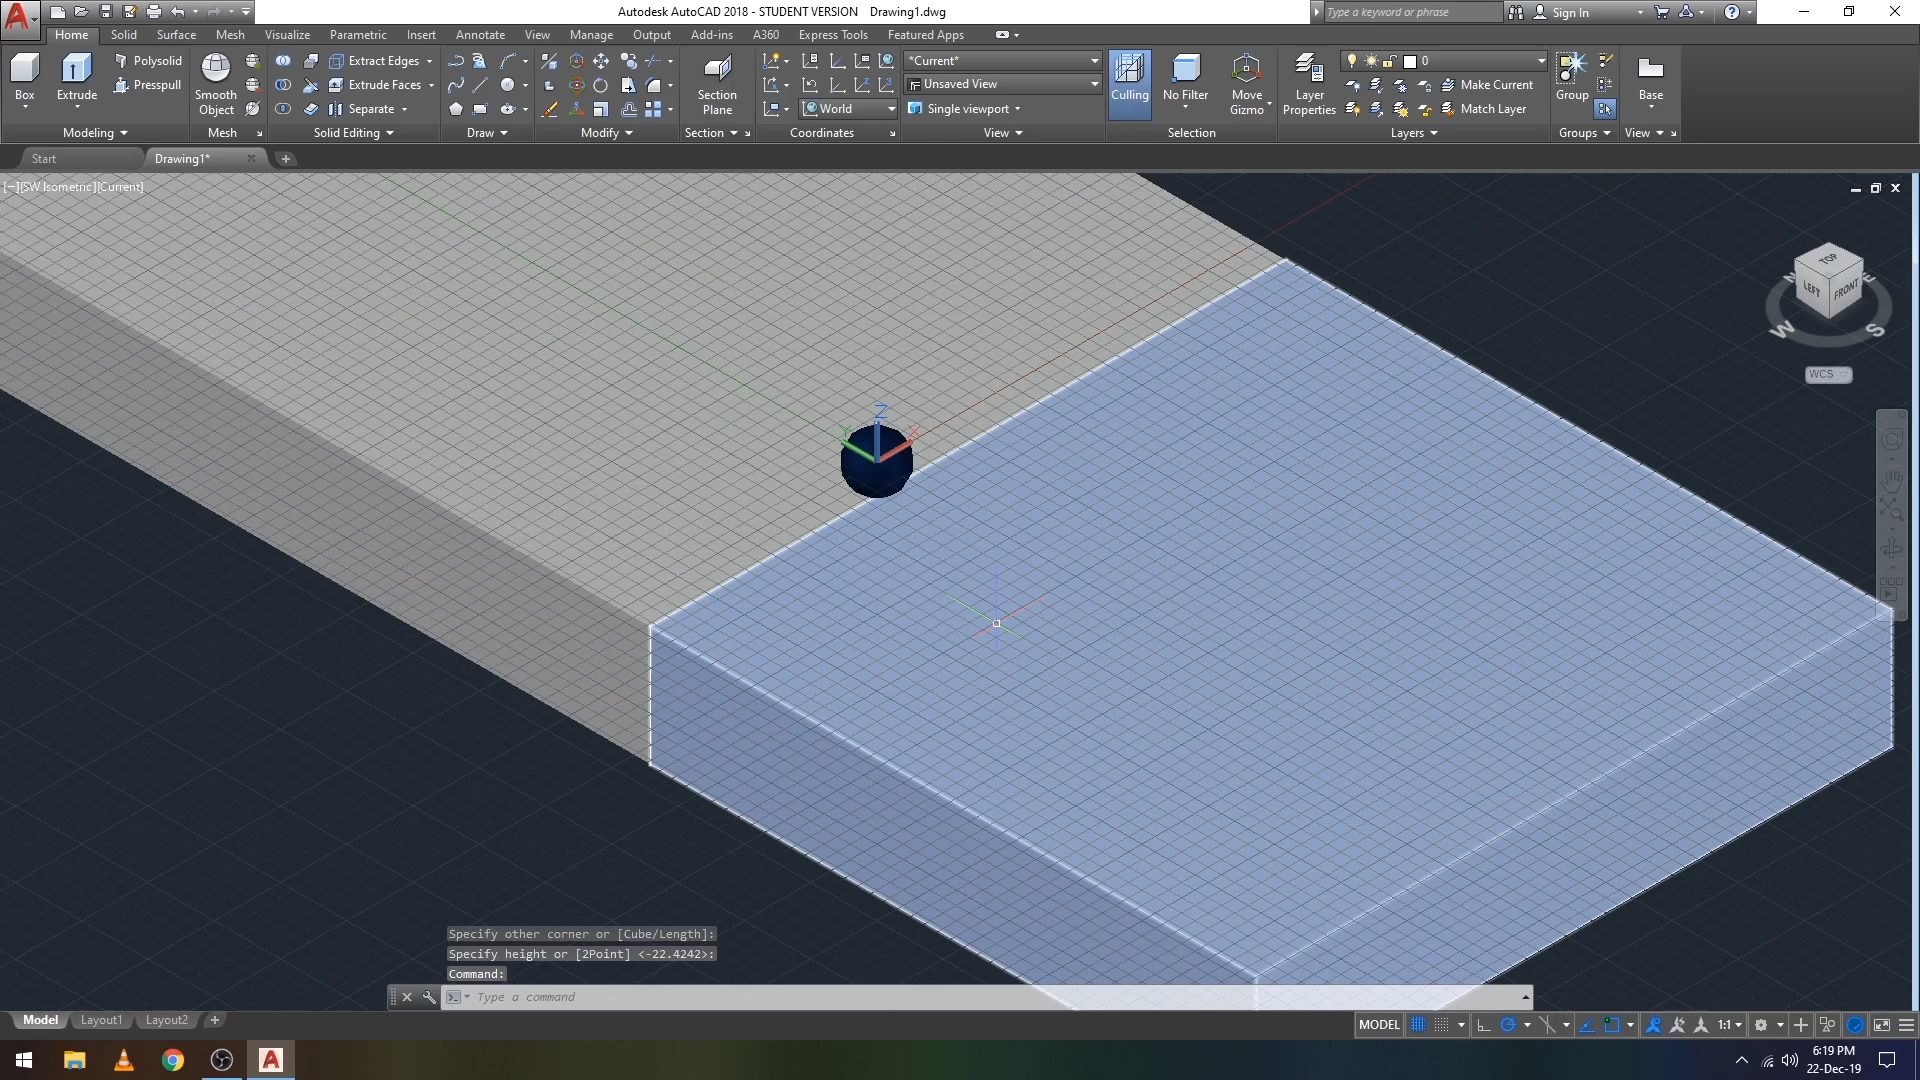 Autodesk AutoCAD 2018 - STUDENT VERSION Drawing1.dwg
Type a keyword or phrase
Sign In
Home Solid Surface Mesh Visualize Parametric Insert Annotate View Manage Output Add-ins A360 Express Tools Featured Apps
Box
Extrude
Polysolid
Presspull
Modeling
Smooth Object
Mesh
Extract Edges
Extrude Faces
Separate
Solid Editing
Draw
Modify
Section Plane
Section
World
Coordinates
*Current*
Unsaved View
Single viewport
View
Culling
No Filter
Move Gizmo
Selection
Layer Properties
0
Make Current
Match Layer
Layers
Group
Groups
Base
View
Start
Drawing1*
[−][SW Isometric][Current]
TOP
LEFT
FRONT
N
E
W
S
WCS
Z
Y
X
Specify other corner or [Cube/Length]:
Specify height or [2Point] <-22.4242>:
Command:
Type a command
Model Layout1 Layout2
MODEL
1:1
6:19 PM
22-Dec-19